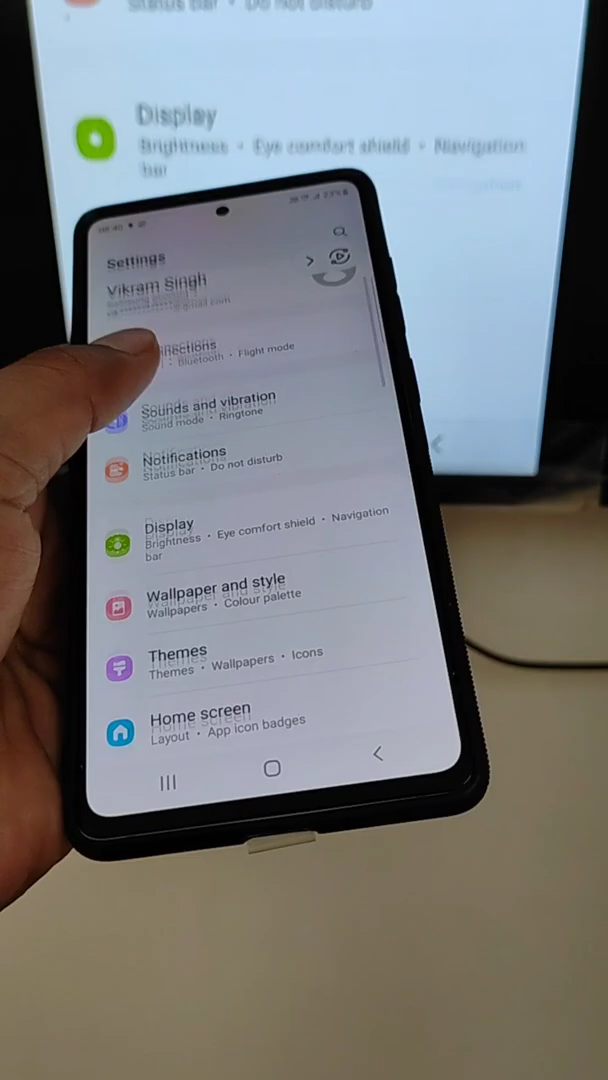 Status bar • Do not disturb
Display
Brightness • Eye comfort shield • Navigation
bar
Settings
Vikram Singh
@gmail.com
Bluetooth • Flight mode
Sounds and vibration
Sound mode • Ringtone
Notifications
Status bar • Do not disturb
Display
Brightness • Eye comfort shield • Navigation
bar
Wallpaper and style
Wallpapers • Colour palette
Themes
Themes • Wallpapers • Icons
Home screen
Layout • App icon badges